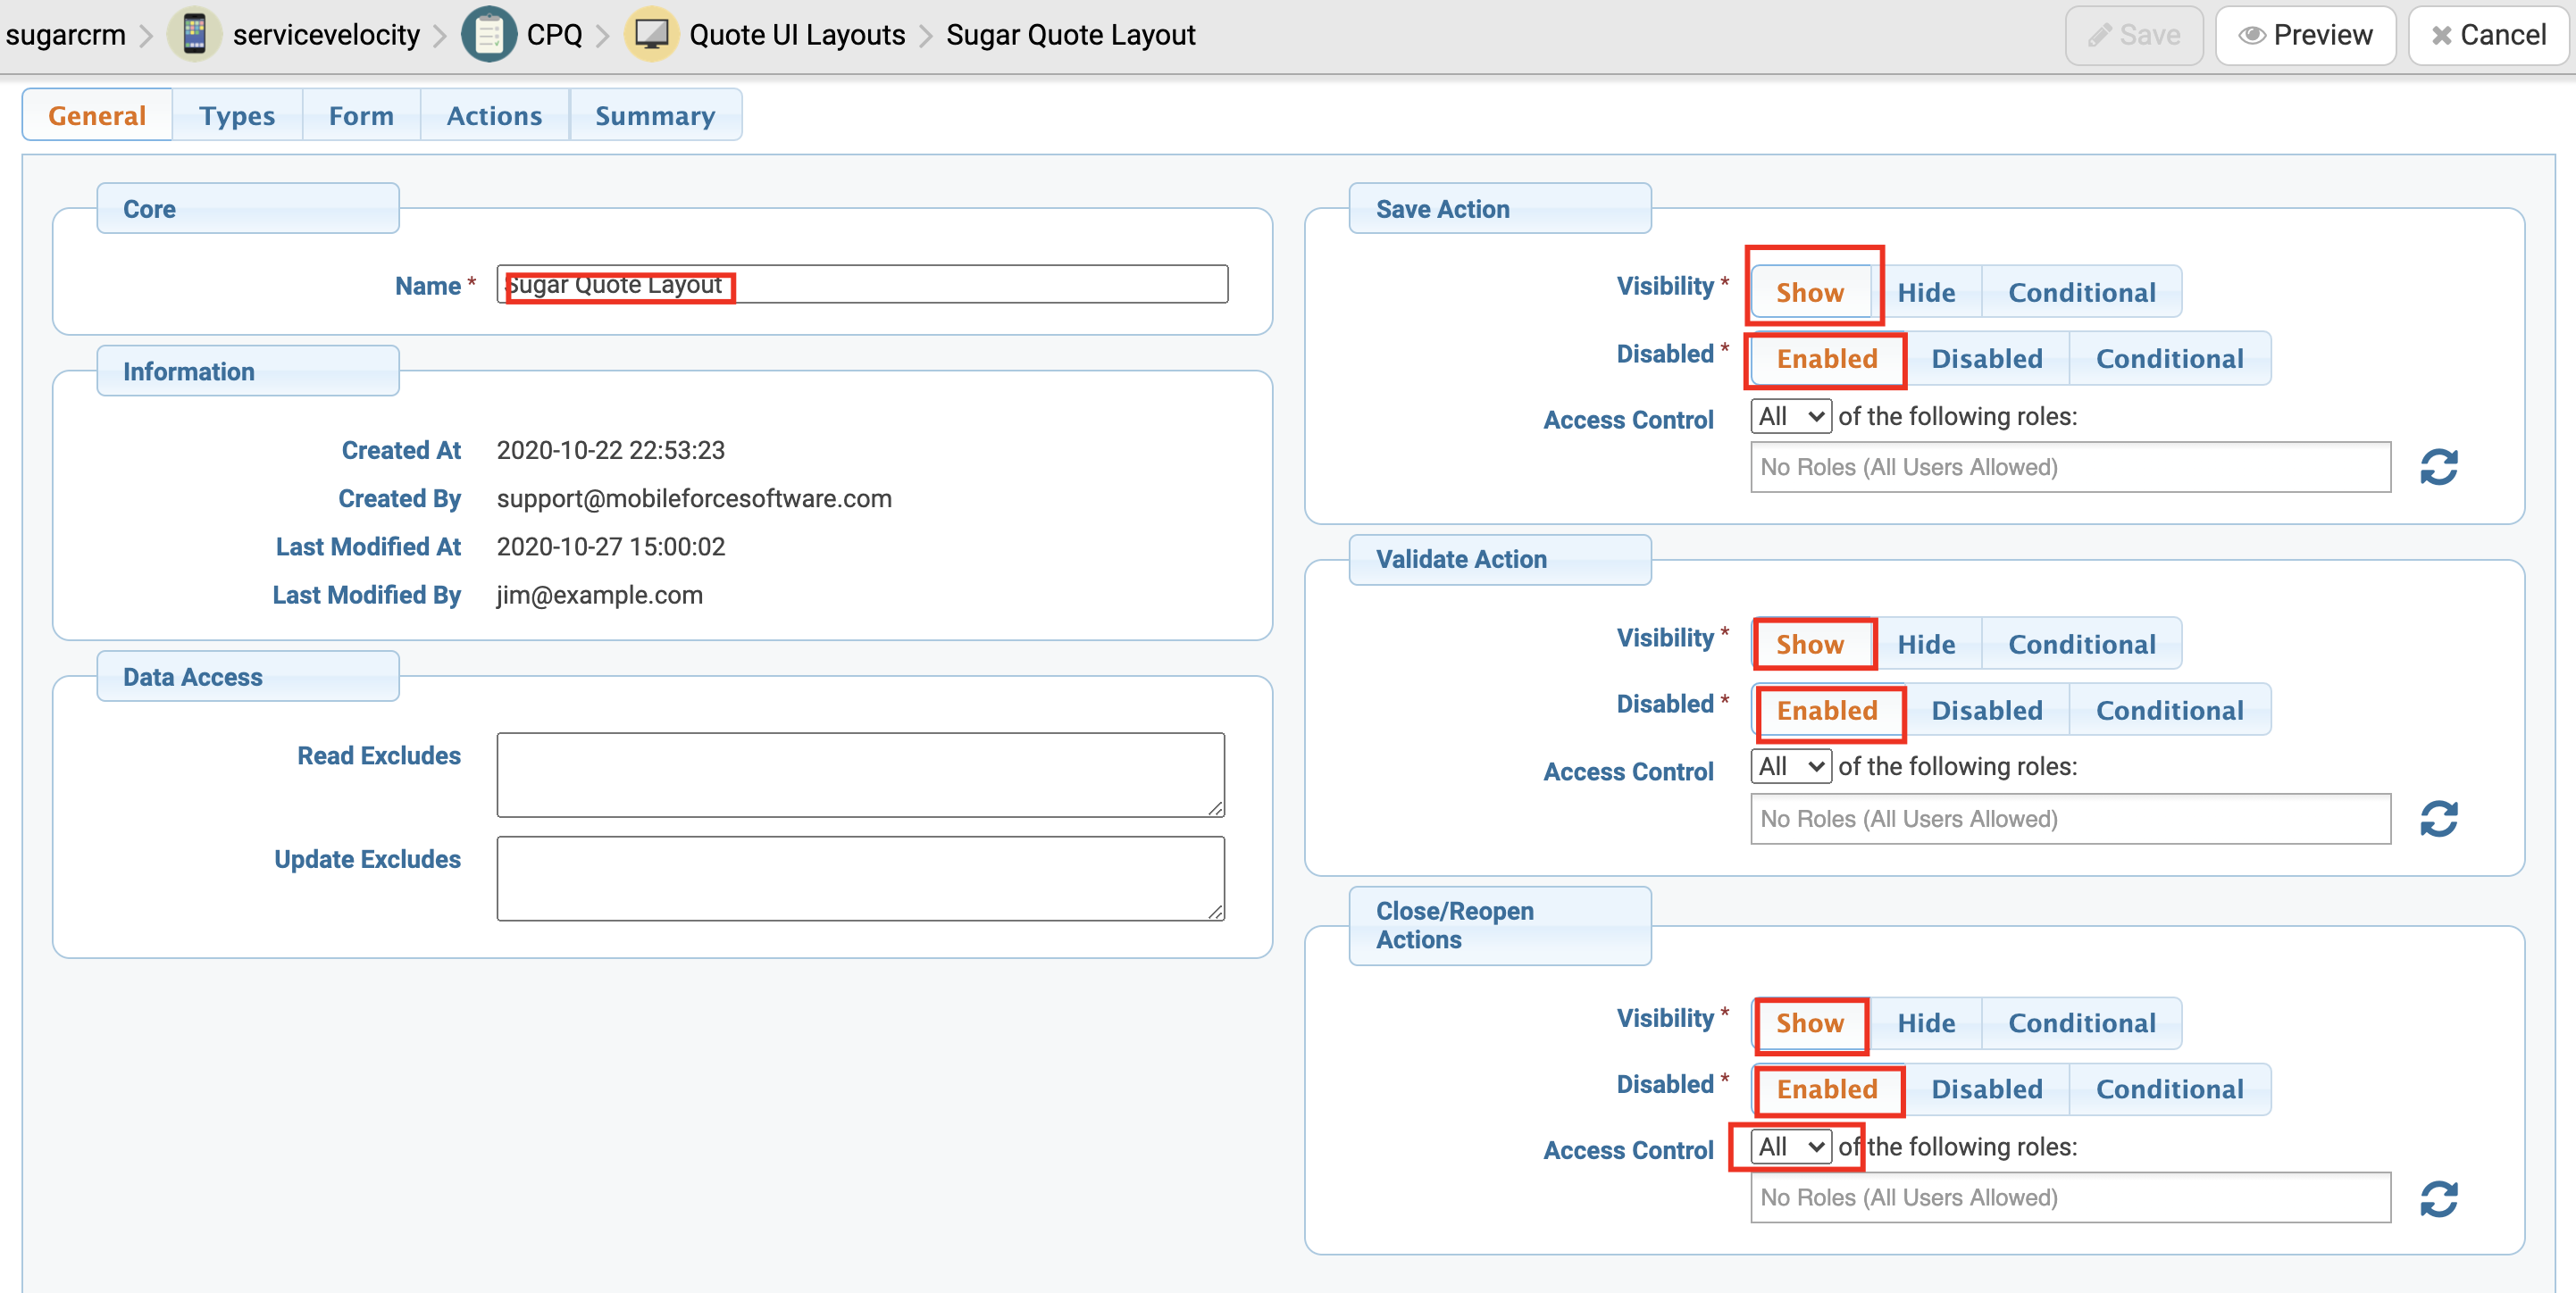 sugarcrm > servicevelocity > CPQ > Quote UI Layouts > Sugar Quote Layout
Save Preview Cancel
General Types Form Actions Summary
Core
Name * Sugar Quote Layout
Information
Created At 2020-10-22 22:53:23
Created By support@mobileforcesoftware.com
Last Modified At 2020-10-27 15:00:02
Last Modified By jim@example.com
Data Access
Read Excludes
Update Excludes
Save Action
Visibility * Show Hide Conditional
Disabled * Enabled Disabled Conditional
Access Control All of the following roles:
No Roles (All Users Allowed)
Validate Action
Visibility * Show Hide Conditional
Disabled * Enabled Disabled Conditional
Access Control All of the following roles:
No Roles (All Users Allowed)
Close/Reopen
Actions
Visibility * Show Hide Conditional
Disabled * Enabled Disabled Conditional
Access Control All of the following roles:
No Roles (All Users Allowed)